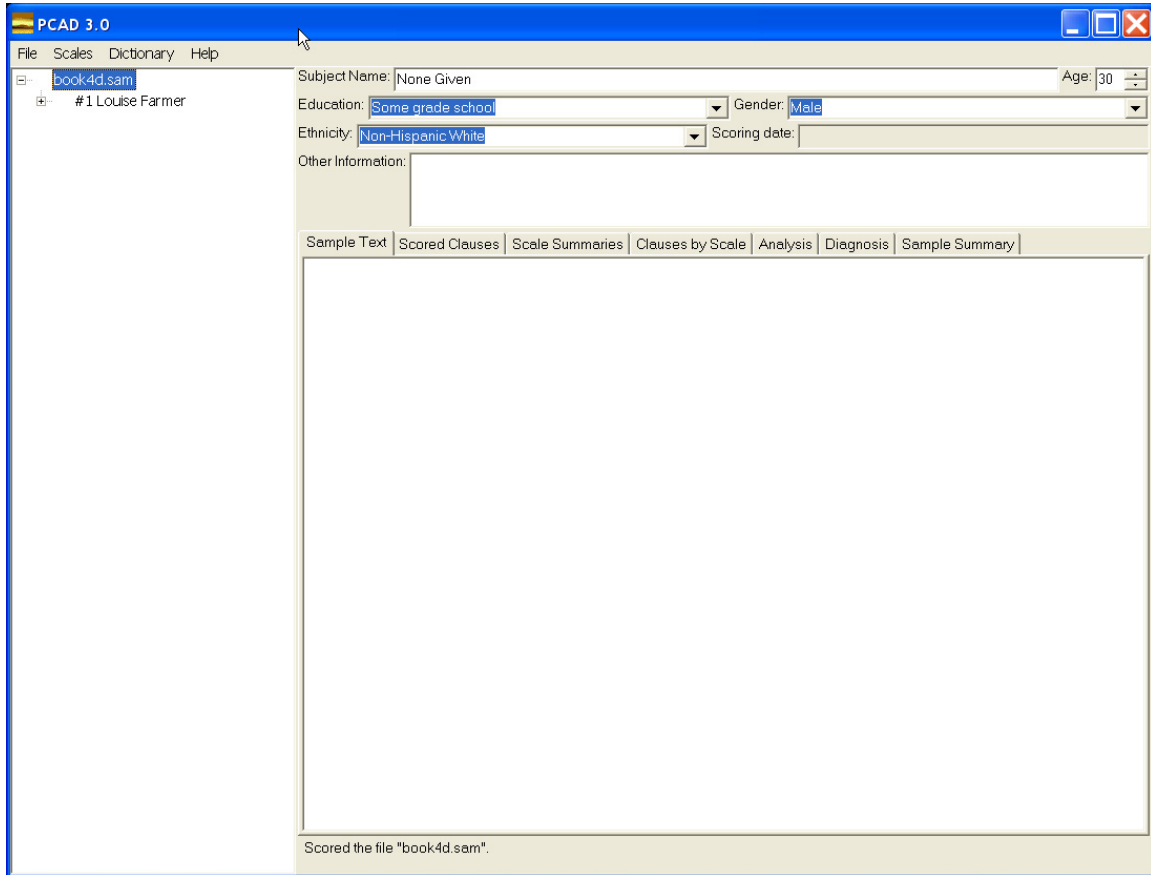 PCAD 3.0
File Scales Dictionary Help
book4d.sam
#1 Louise Farmer
Subject Name: None Given Age: 30
Education: Some grade school Gender: Male
Ethnicity: Non-Hispanic White Scoring date:
Other Information:
Sample Text Scored Clauses Scale Summaries Clauses by Scale Analysis Diagnosis Sample Summary
Scored the file "book4d.sam".